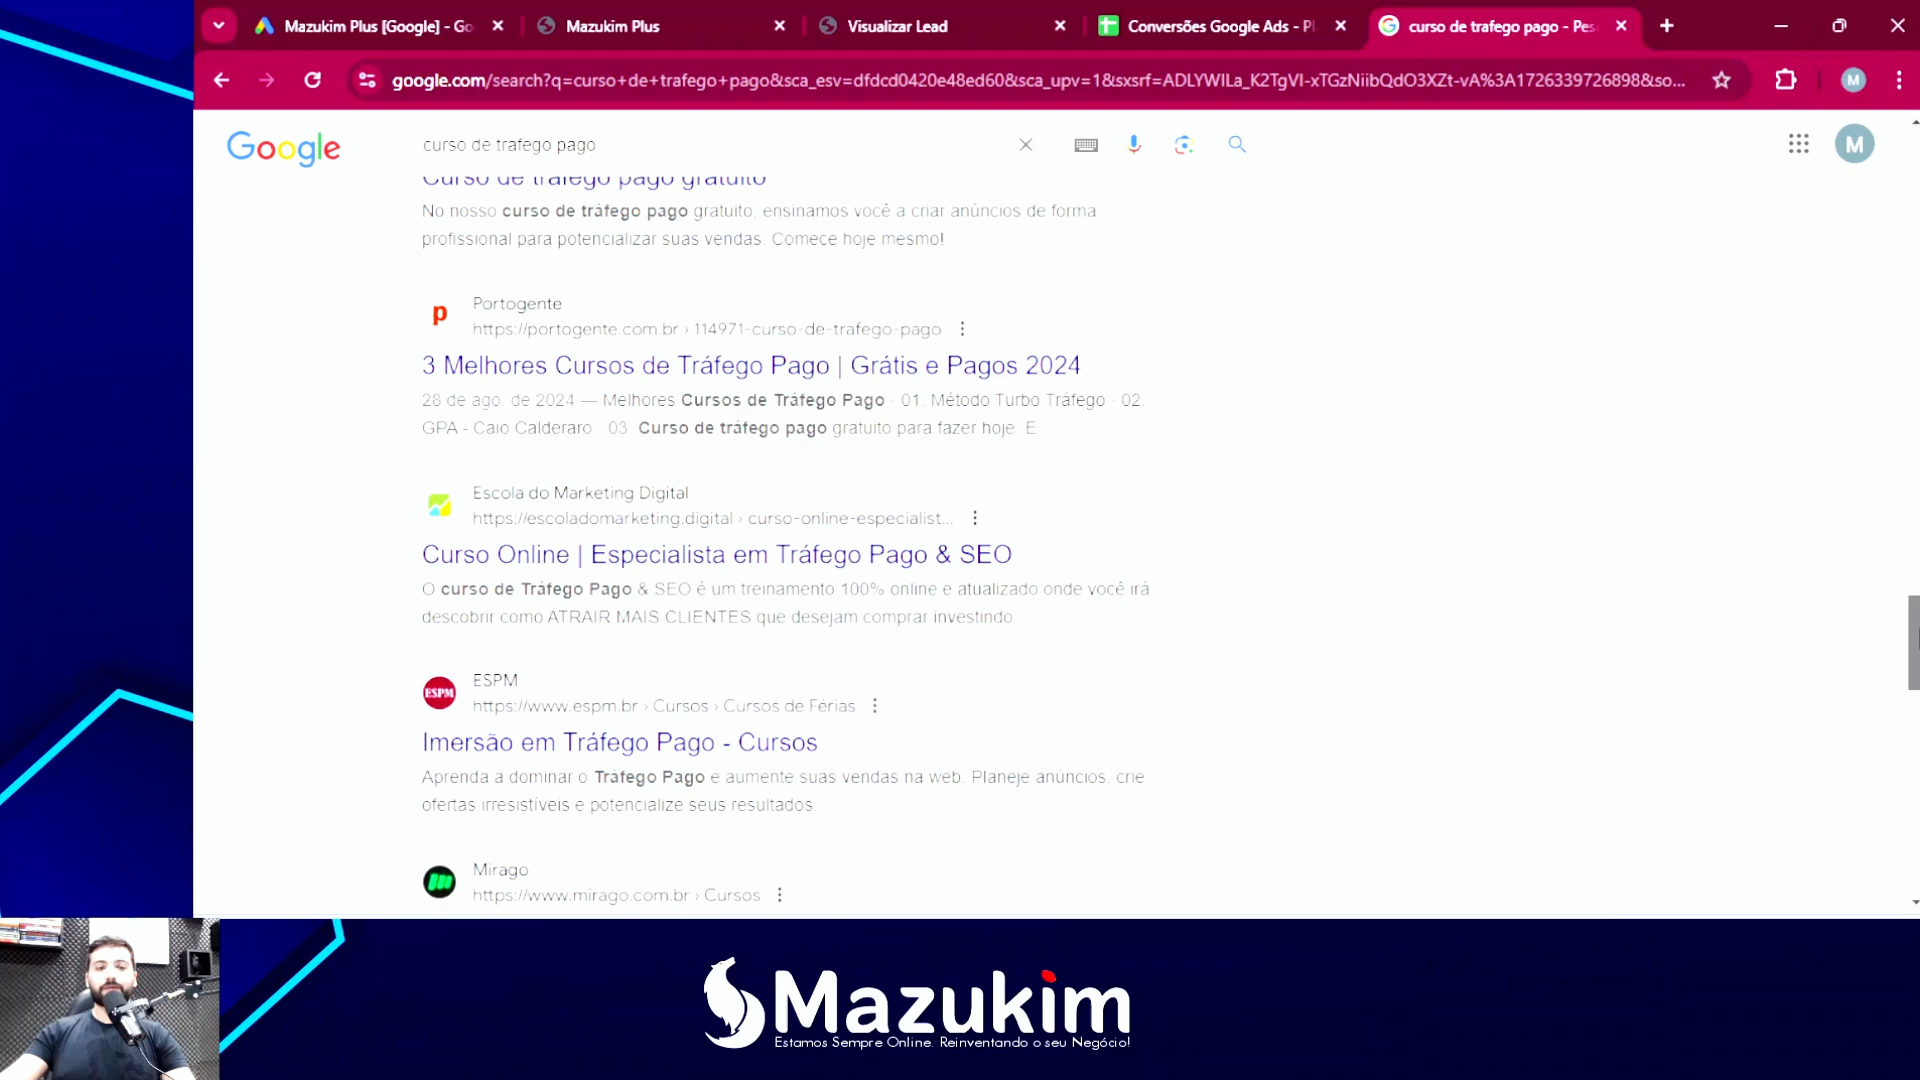 Mazukim Plus [Google] - Go
Mazukim Plus
Visualizar Lead
Conversões Google Ads - Pl
curso de trafego pago - Pes
google.com/search?q=curso+de+trafego+pago&sca_esv=dfdcd0420e48ed60&sca_upv=1&sxsrf=ADLYWILa_K2TgVI-xTGzNiibQdO3XZt-vA%3A1726339726898&so...
M
Google
curso de trafego pago
M
Curso de tráfego pago gratuito
No nosso curso de tráfego pago gratuito, ensinamos você a criar anúncios de forma
profissional para potencializar suas vendas. Comece hoje mesmo!
p
Portogente
https://portogente.com.br › 114971-curso-de-trafego-pago
3 Melhores Cursos de Tráfego Pago | Grátis e Pagos 2024
28 de ago. de 2024 — Melhores Cursos de Tráfego Pago · 01. Método Turbo Tráfego · 02.
GPA - Caio Calderaro · 03. Curso de tráfego pago gratuito para fazer hoje. E
Escola do Marketing Digital
https://escoladomarketing.digital › curso-online-especialist...
Curso Online | Especialista em Tráfego Pago & SEO
O curso de Tráfego Pago & SEO é um treinamento 100% online e atualizado onde você irá
descobrir como ATRAIR MAIS CLIENTES que desejam comprar investindo
ESPM
ESPM
https://www.espm.br › Cursos › Cursos de Férias
Imersão em Tráfego Pago - Cursos
Aprenda a dominar o Tráfego Pago e aumente suas vendas na web. Planeje anúncios, crie
ofertas irresistíveis e potencialize seus resultados.
Mirago
https://www.mirago.com.br › Cursos
Mazukim
Estamos Sempre Online. Reinventando o seu Negócio!